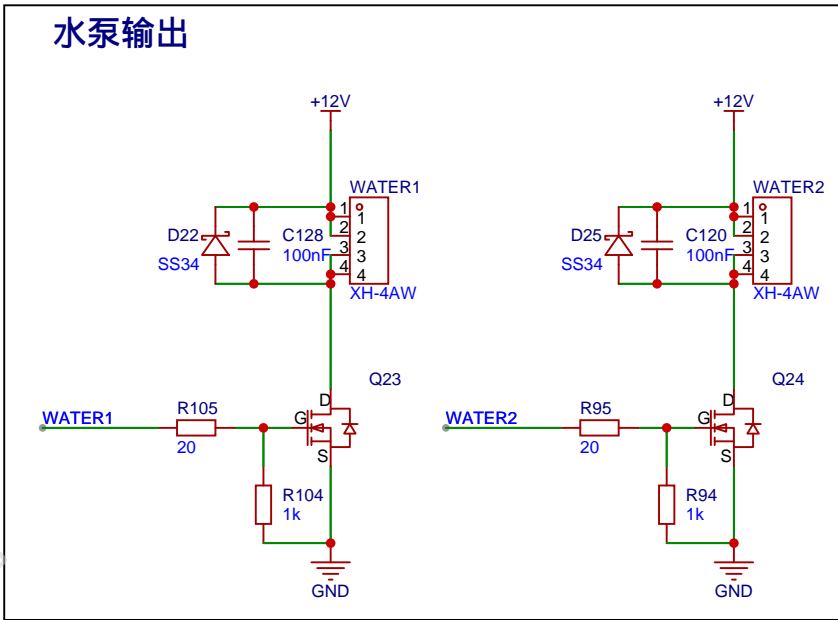 水泵输出
+12V
+12V
WATER1
WATER2
1
1
2
2
3
3
4
4
1
1
2
2
3
3
4
4
D22
SS34
C128
100nF
XH-4AW
D25
SS34
C120
100nF
XH-4AW
Q23
Q24
D
G
S
D
G
S
WATER1
R105
20
WATER2
R95
20
R104
1k
R94
1k
GND
GND